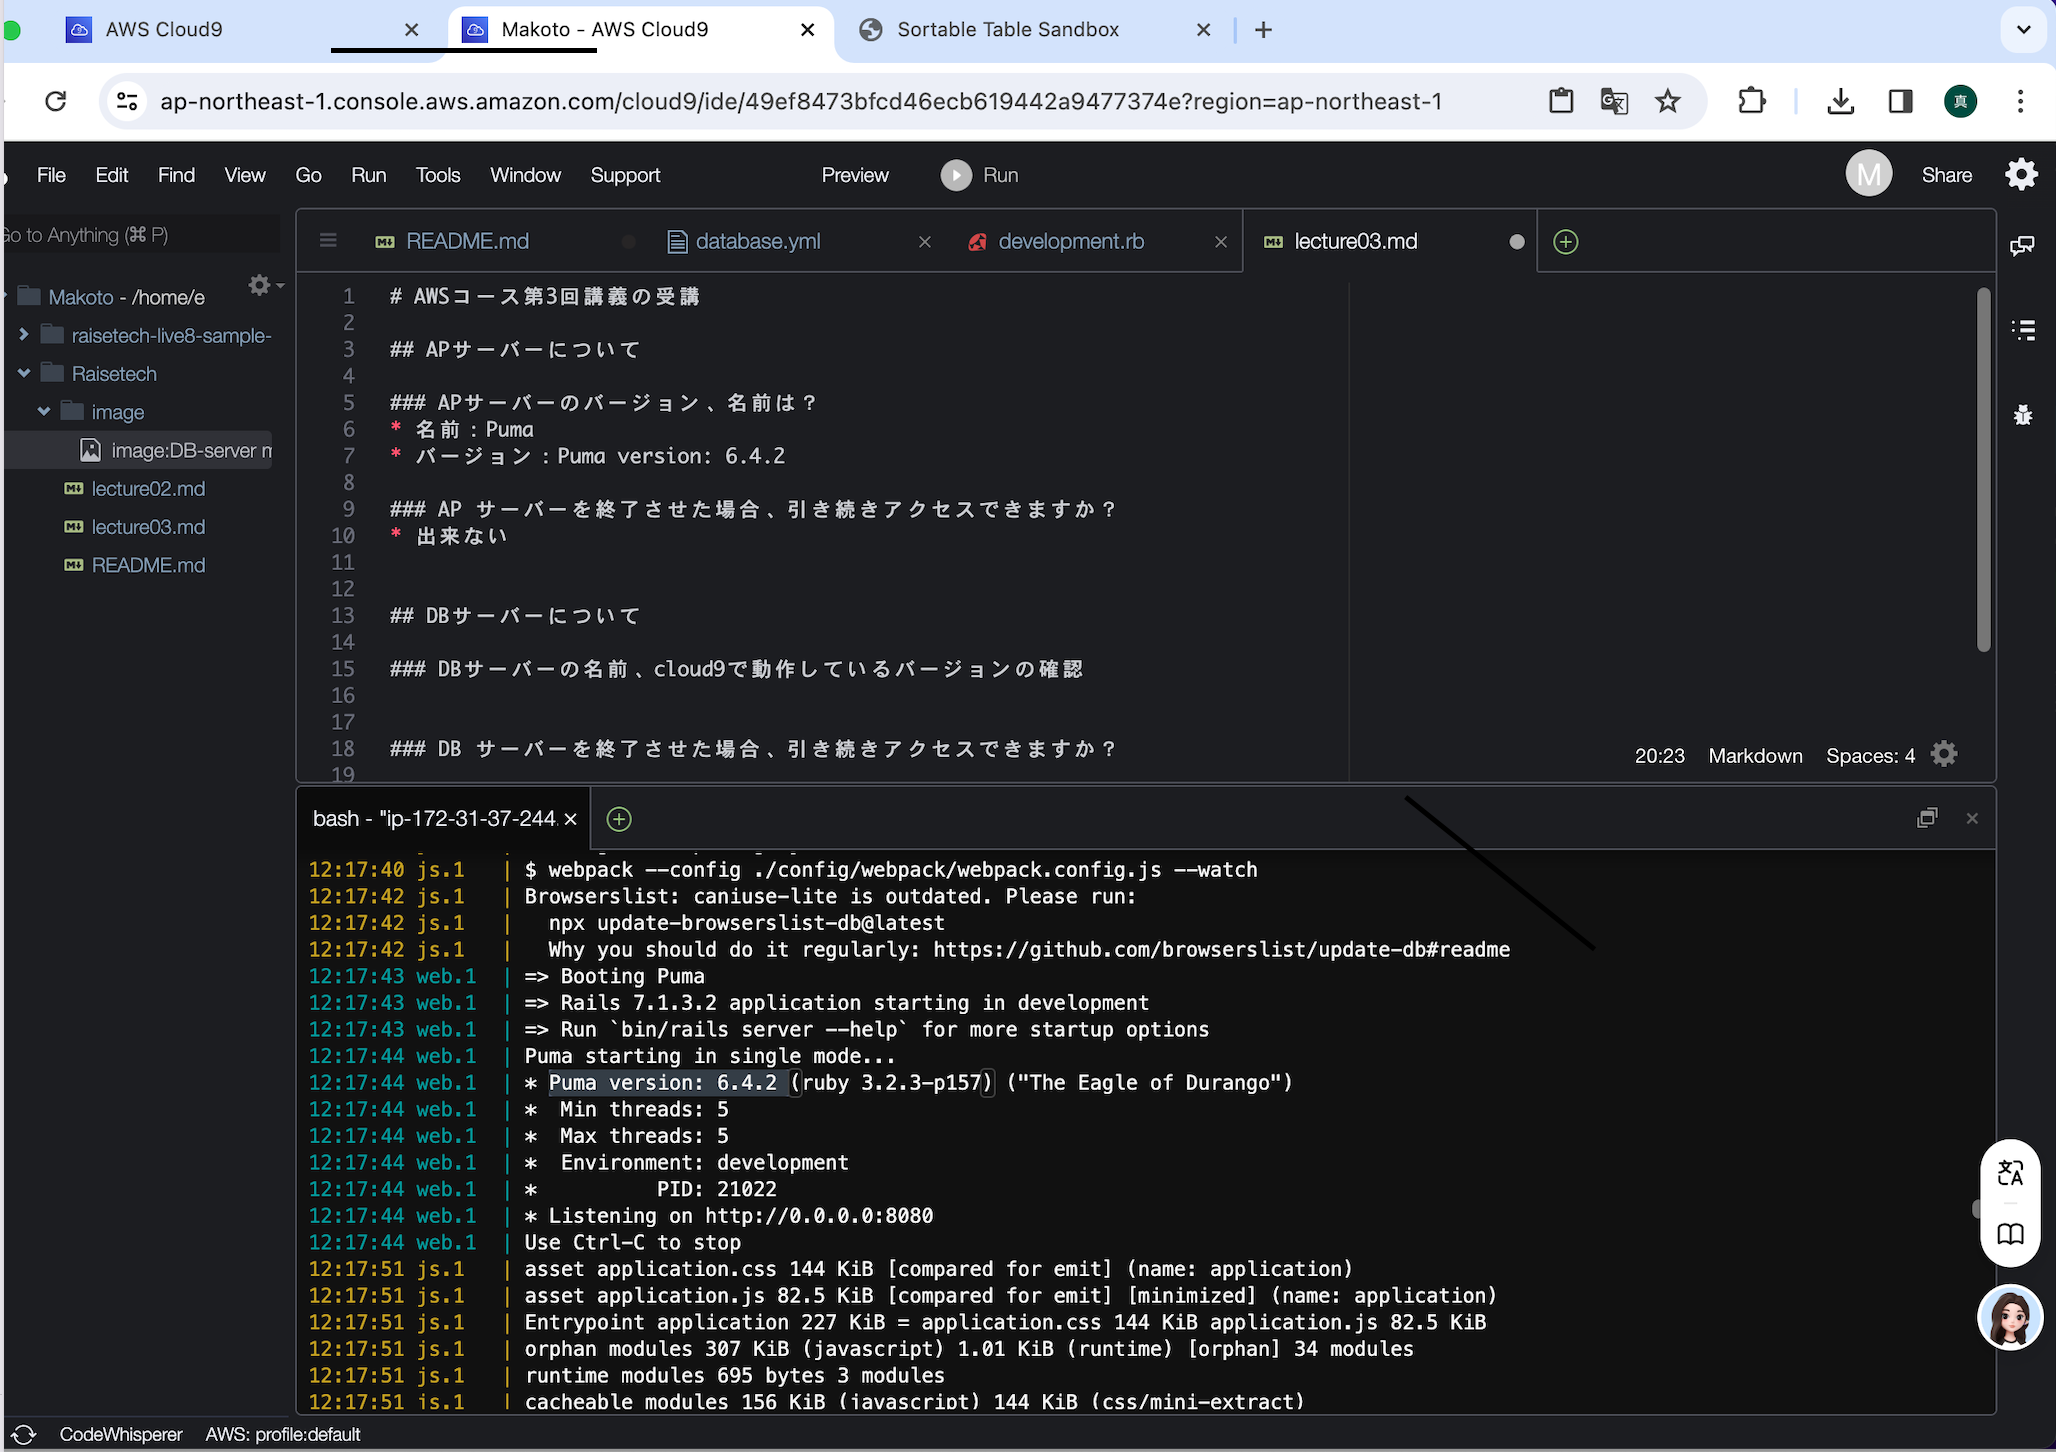 AWS Cloud9
Makoto - AWS Cloud9
Sortable Table Sandbox
ap-northeast-1.console.aws.amazon.com/cloud9/ide/49ef8473bfcd46ecb619442a9477374e?region=ap-northeast-1
真
File Edit Find View Go Run Tools Window Support Preview Run
M Share
Go to Anything (⌘ P)
README.md database.yml development.rb lecture03.md
Makoto - /home/e
raisetech-live8-sample-
Raisetech
image
image:DB-server
lecture02.md
lecture03.md
README.md
1 # AWSコース第3回講義の受講
2
3 ## APサーバーについて
4
5 ### APサーバーのバージョン、名前は？
6 * 名前：Puma
7 * バージョン：Puma version: 6.4.2
8
9 ### AP サーバーを終了させた場合、引き続きアクセスできますか？
10 * 出来ない
11
12
13 ## DBサーバーについて
14
15 ### DBサーバーの名前、cloud9で動作しているバージョンの確認
16
17
18 ### DB サーバーを終了させた場合、引き続きアクセスできますか？
19
20:23 Markdown Spaces: 4
bash - "ip-172-31-37-244.
12:17:40 js.1 | $ webpack --config ./config/webpack/webpack.config.js --watch
12:17:42 js.1 | Browserslist: caniuse-lite is outdated. Please run:
12:17:42 js.1 | npx update-browserslist-db@latest
12:17:42 js.1 | Why you should do it regularly: https://github.com/browserslist/update-db#readme
12:17:43 web.1 | => Booting Puma
12:17:43 web.1 | => Rails 7.1.3.2 application starting in development
12:17:43 web.1 | => Run `bin/rails server --help` for more startup options
12:17:44 web.1 | Puma starting in single mode...
12:17:44 web.1 | * Puma version: 6.4.2 (ruby 3.2.3-p157) ("The Eagle of Durango")
12:17:44 web.1 | * Min threads: 5
12:17:44 web.1 | * Max threads: 5
12:17:44 web.1 | * Environment: development
12:17:44 web.1 | * PID: 21022
12:17:44 web.1 | * Listening on http://0.0.0.0:8080
12:17:44 web.1 | Use Ctrl-C to stop
12:17:51 js.1 | asset application.css 144 KiB [compared for emit] (name: application)
12:17:51 js.1 | asset application.js 82.5 KiB [compared for emit] [minimized] (name: application)
12:17:51 js.1 | Entrypoint application 227 KiB = application.css 144 KiB application.js 82.5 KiB
12:17:51 js.1 | orphan modules 307 KiB (javascript) 1.01 KiB (runtime) [orphan] 34 modules
12:17:51 js.1 | runtime modules 695 bytes 3 modules
12:17:51 js.1 | cacheable modules 156 KiB (javascript) 144 KiB (css/mini-extract)
CodeWhisperer AWS: profile:default